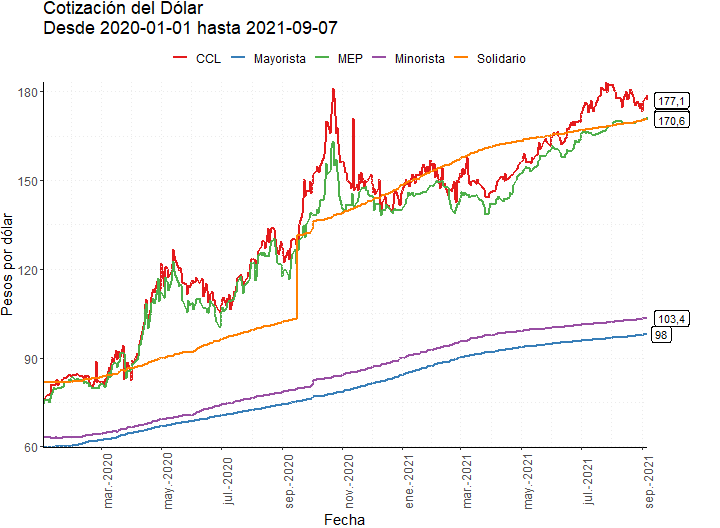 Cotización del Dólar
Desde 2020-01-01 hasta 2021-09-07
CCL Mayorista MEP Minorista Solidario
Pesos por dólar
180
150
120
90
60
177,1
170,6
103,4
98
mar.-2020
may.-2020
jul.-2020
sep.-2020
nov.-2020
ene.-2021
mar.-2021
may.-2021
jul.-2021
sep.-2021
Fecha